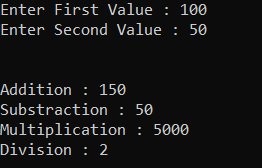 Enter First Value : 100
Enter Second Value : 50
Addition : 150
Substraction : 50
Multiplication : 5000
Division : 2